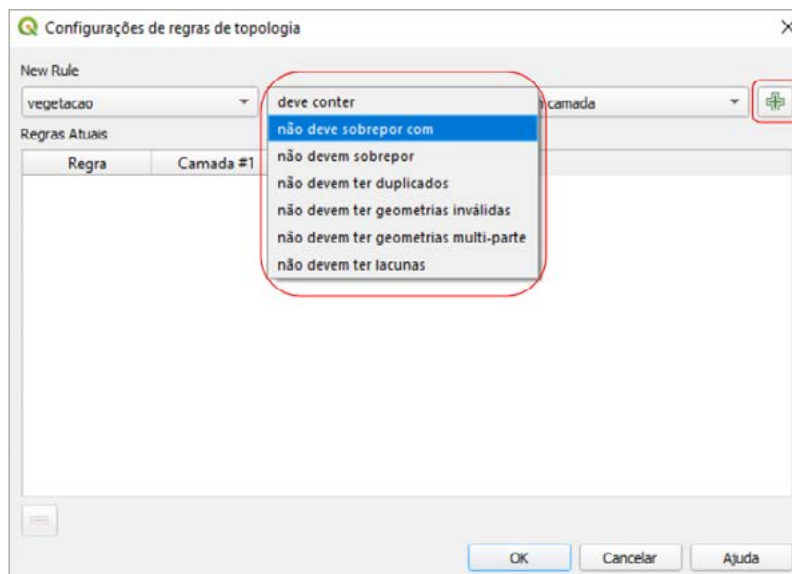 Configurações de regras de topologia
New Rule
vegetacao
deve conter
não deve sobrepor com
não devem sobrepor
não devem ter duplicados
não devem ter geometrias inválidas
não devem ter geometrias multi-parte
não devem ter lacunas
camada
Regras Atuais
Regra Camada #1
OK Cancelar Ajuda